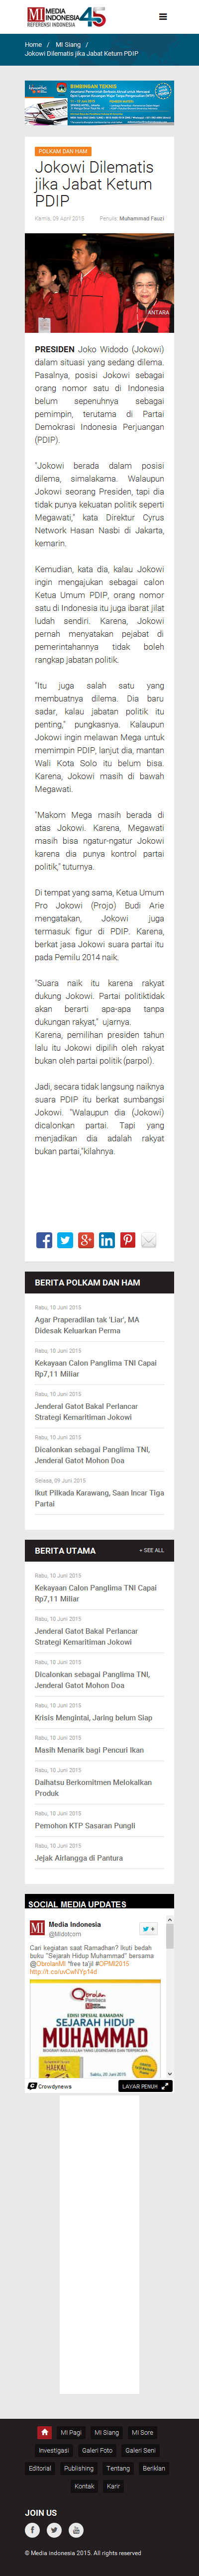 MI MEDIA INDONESIA 45
REFERENSI INDONESIA
Home / MI Siang /
Jokowi Dilematis jika Jabat Ketum PDIP
BIMBINGAN TEKNIS
POLKAM DAN HAM
Jokowi Dilematis
jika Jabat Ketum
PDIP
Kamis, 09 April 2015
Penulis: Muhammad Fauzi
ANTARA
PRESIDEN Joko Widodo (Jokowi)
dalam situasi yang sedang dilema.
Pasalnya, posisi Jokowi sebagai
orang nomor satu di Indonesia
belum sepenuhnya sebagai
pemimpin, terutama di Partai
Demokrasi Indonesia Perjuangan
(PDIP).
"Jokowi berada dalam posisi
dilema, simalakama. Walaupun
Jokowi seorang Presiden, tapi dia
tidak punya kekuatan politik seperti
Megawati," kata Direktur Cyrus
Network Hasan Nasbi di Jakarta,
kemarin.
Kemudian, kata dia, kalau Jokowi
ingin mengajukan sebagai calon
Ketua Umum PDIP, orang nomor
satu di Indonesia itu juga ibarat jilat
ludah sendiri. Karena, Jokowi
pernah menyatakan pejabat di
pemerintahannya tidak boleh
rangkap jabatan politik.
"Itu juga salah satu yang
membuatnya dilema. Dia baru
sadar, kalau jabatan politik itu
penting," pungkasnya. Kalaupun
Jokowi ingin melawan Mega untuk
memimpin PDIP, lanjut dia, mantan
Wali Kota Solo itu belum bisa.
Karena, Jokowi masih di bawah
Megawati.
"Makom Mega masih berada di
atas Jokowi. Karena, Megawati
masih bisa ngatur-ngatur Jokowi
karena dia punya kontrol partai
politik," tuturnya.
Di tempat yang sama, Ketua Umum
Pro Jokowi (Projo) Budi Arie
mengatakan, Jokowi juga
termasuk figur di PDIP. Karena,
berkat Jokowi suara partai itu
pada Pemilu 2014 naik.
"Suara naik itu karena rakyat
dukung Jokowi. Partai politiktidak
akan berarti apa-apa tanpa
dukungan rakyat," ujarnya.
Karena, pemilihan presiden tahun
lalu itu Jokowi dipilih oleh rakyat
bukan oleh partai politik (parpol).
Jadi, secara tidak langsung naiknya
suara PDIP itu berkat sumbangsi
Jokowi. "Walaupun dia (Jokowi)
dicalonkan partai. Tapi yang
menjadikan dia adalah rakyat
bukan partai,"kilahnya.
BERITA POLKAM DAN HAM
Rabu, 10 Juni 2015
Agar Praperadilan tak 'Liar', MA
Didesak Keluarkan Perma
Rabu, 10 Juni 2015
Kekayaan Calon Panglima TNI Capai
Rp7,11 Miliar
Rabu, 10 Juni 2015
Jenderal Gatot Bakal Perlancar
Strategi Kemaritiman Jokowi
Rabu, 10 Juni 2015
Dicalonkan sebagai Panglima TNI,
Jenderal Gatot Mohon Doa
Selasa, 09 Juni 2015
Ikut Pilkada Karawang, Saan Incar Tiga
Partai
BERITA UTAMA
+ SEE ALL
Rabu, 10 Juni 2015
Kekayaan Calon Panglima TNI Capai
Rp7,11 Miliar
Rabu, 10 Juni 2015
Jenderal Gatot Bakal Perlancar
Strategi Kemaritiman Jokowi
Rabu, 10 Juni 2015
Dicalonkan sebagai Panglima TNI,
Jenderal Gatot Mohon Doa
Rabu, 10 Juni 2015
Krisis Mengintai, Jaring belum Siap
Rabu, 10 Juni 2015
Masih Menarik bagi Pencuri Ikan
Rabu, 10 Juni 2015
Daihatsu Berkomitmen Melokalkan
Produk
Rabu, 10 Juni 2015
Pemohon KTP Sasaran Pungli
Rabu, 10 Juni 2015
Jejak Airlangga di Pantura
SOCIAL MEDIA UPDATES
MI Media Indonesia
@MIdotcom
Cari kegiatan saat Ramadhan? Ikuti bedah
buku "Sejarah Hidup Muhammad" bersama
@ObrolanMI *free ta'jil #OPMI2015
Obrolan
EDISI SPESIAL RAMADAN
SEJARAH HIDUP
MUHAMMAD
Crowdynews
LAYAR PENUH
MI Pagi
MI Siang
MI Sore
Investigasi
Galeri Foto
Galeri Seni
Editorial
Publishing
Tentang
Beriklan
Kontak
Karir
JOIN US
© Media indonesia 2015. All rights reserved